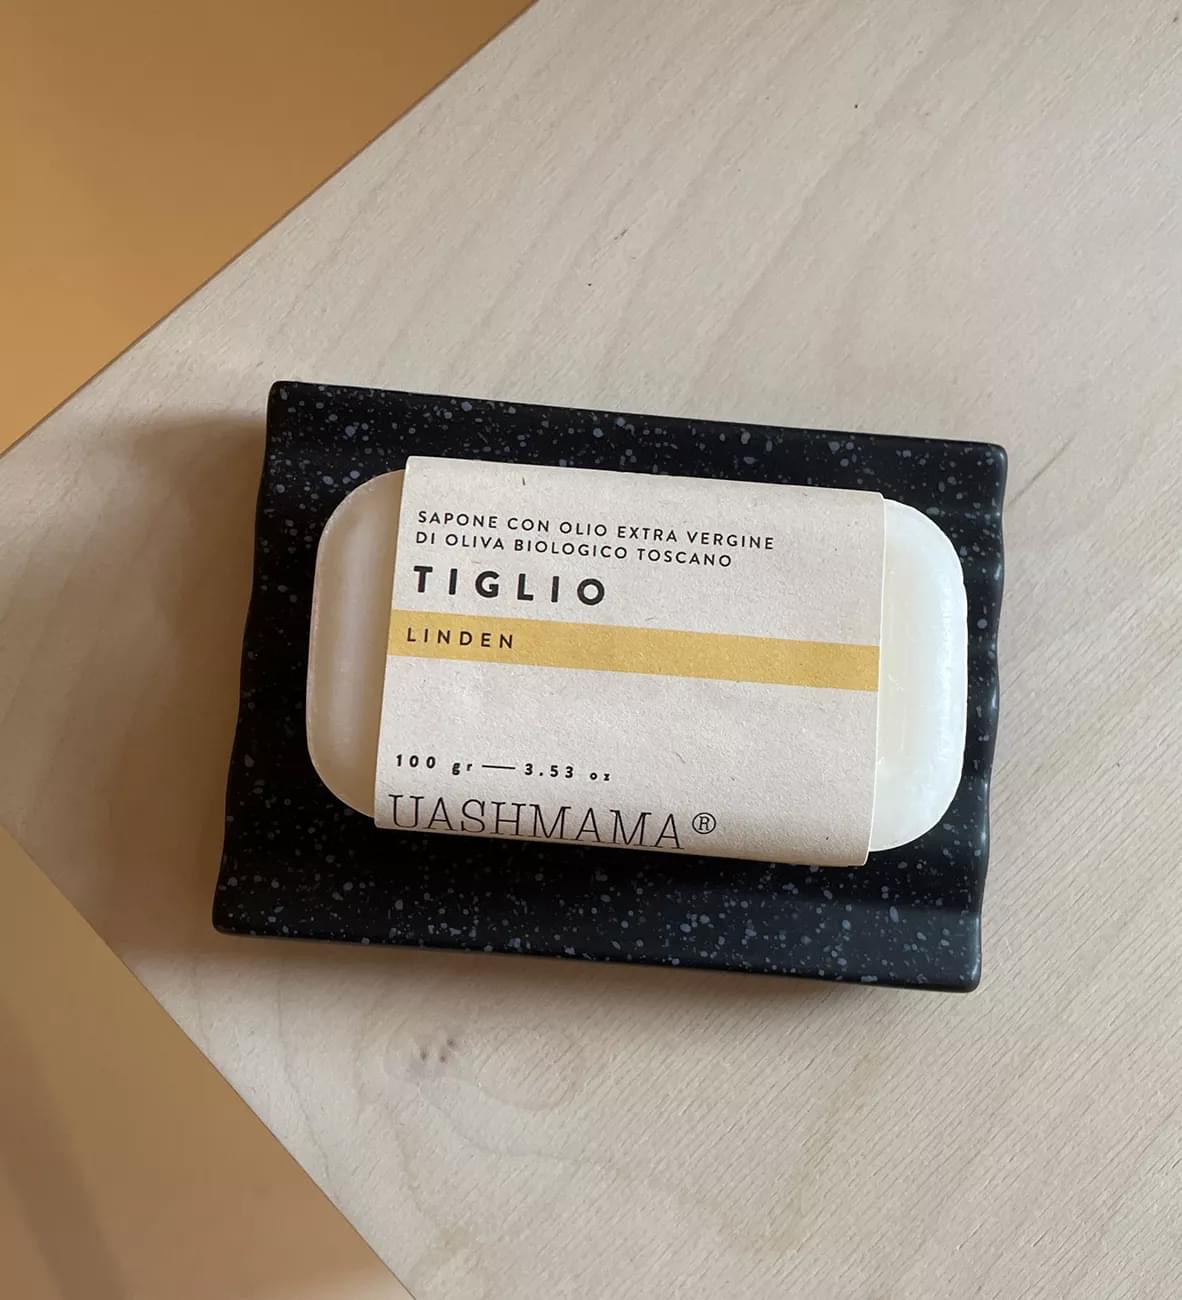 SAPONE CON OLIO EXTRA VERGINE
DI OLIVA BIOLOGICO TOSCANO
TIGLIO
LINDEN
100 gr — 3.53 oz
UASHMAMA®